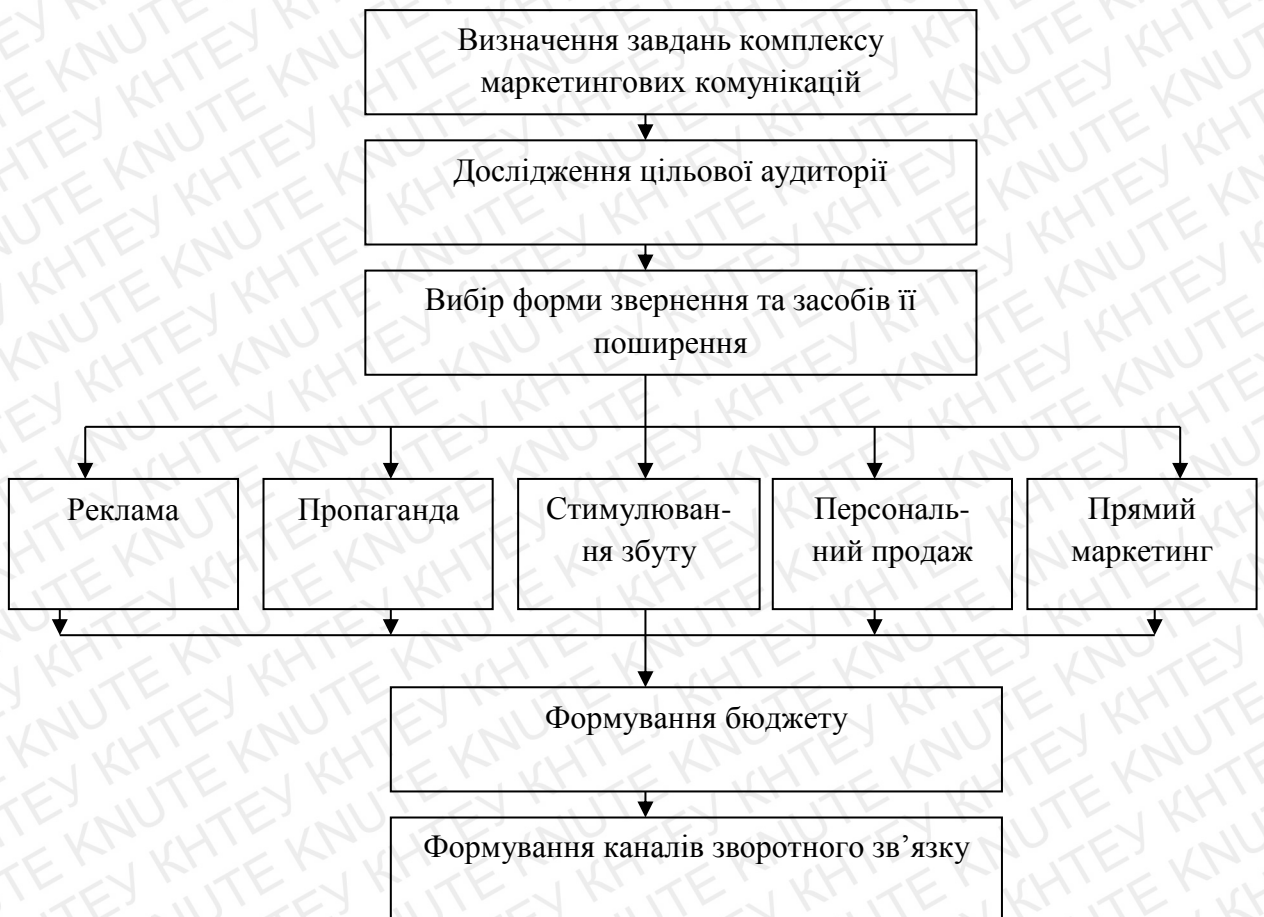 Визначення завдань комплексу
маркетингових комунікацій
Дослідження цільової аудиторії
Вибір форми звернення та засобів її
поширення
Реклама
Пропаганда
Стимулюван-
ня збуту
Персональ-
ний продаж
Прямий
маркетинг
Формування бюджету
Формування каналів зворотного зв’язку